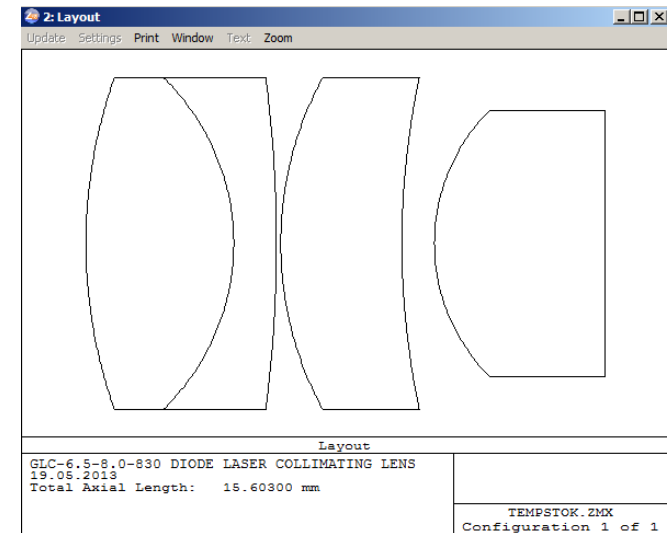 2: Layout
Update Settings Print Window Text Zoom
Layout
GLC-6.5-8.0-830 DIODE LASER COLLIMATING LENS
19.05.2013
Total Axial Length: 15.60300 mm
TEMPSTOK.ZMX
Configuration 1 of 1